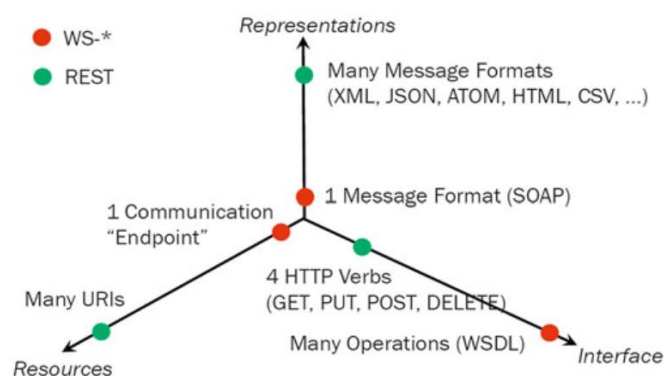 Representations
WS-*
REST
Many Message Formats
(XML, JSON, ATOM, HTML, CSV, ...)
1 Message Format (SOAP)
1 Communication
"Endpoint"
4 HTTP Verbs
(GET, PUT, POST, DELETE)
Many URIs
Many Operations (WSDL)
Interface
Resources